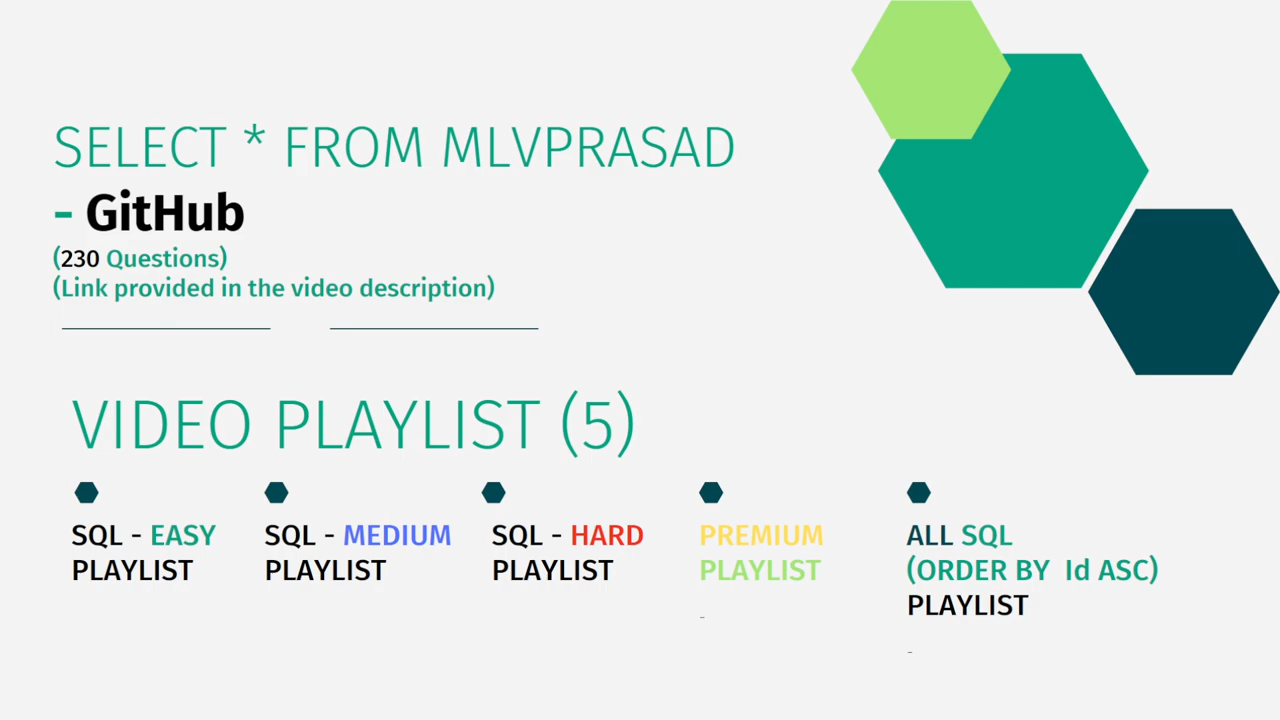 SELECT * FROM MLVPRASAD
- GitHub
(230 Questions)
(Link provided in the video description)
VIDEO PLAYLIST (5)
SQL - EASY
PLAYLIST
SQL - MEDIUM
PLAYLIST
SQL - HARD
PLAYLIST
PREMIUM
PLAYLIST
-
ALL SQL
(ORDER BY Id ASC)
PLAYLIST
-